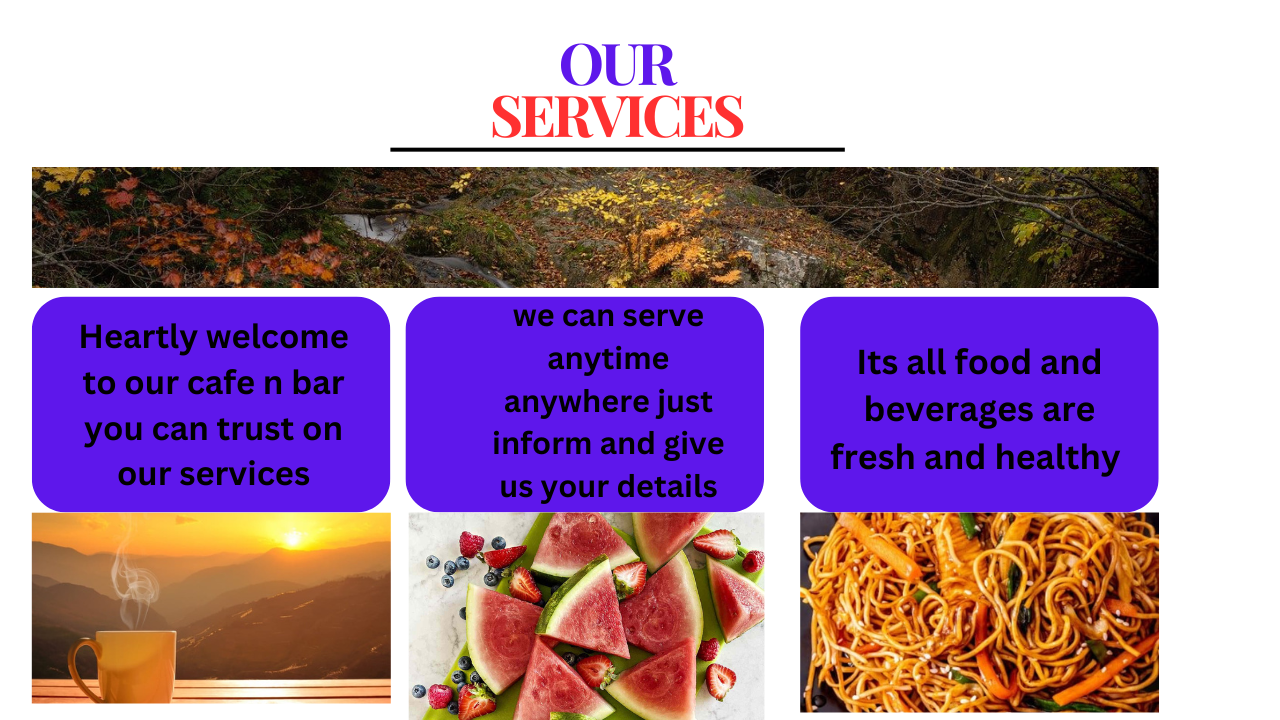 OUR
SERVICES
Heartly welcome
to our cafe n bar
you can trust on
our services
we can serve
anytime
anywhere just
inform and give
us your details
Its all food and
beverages are
fresh and healthy